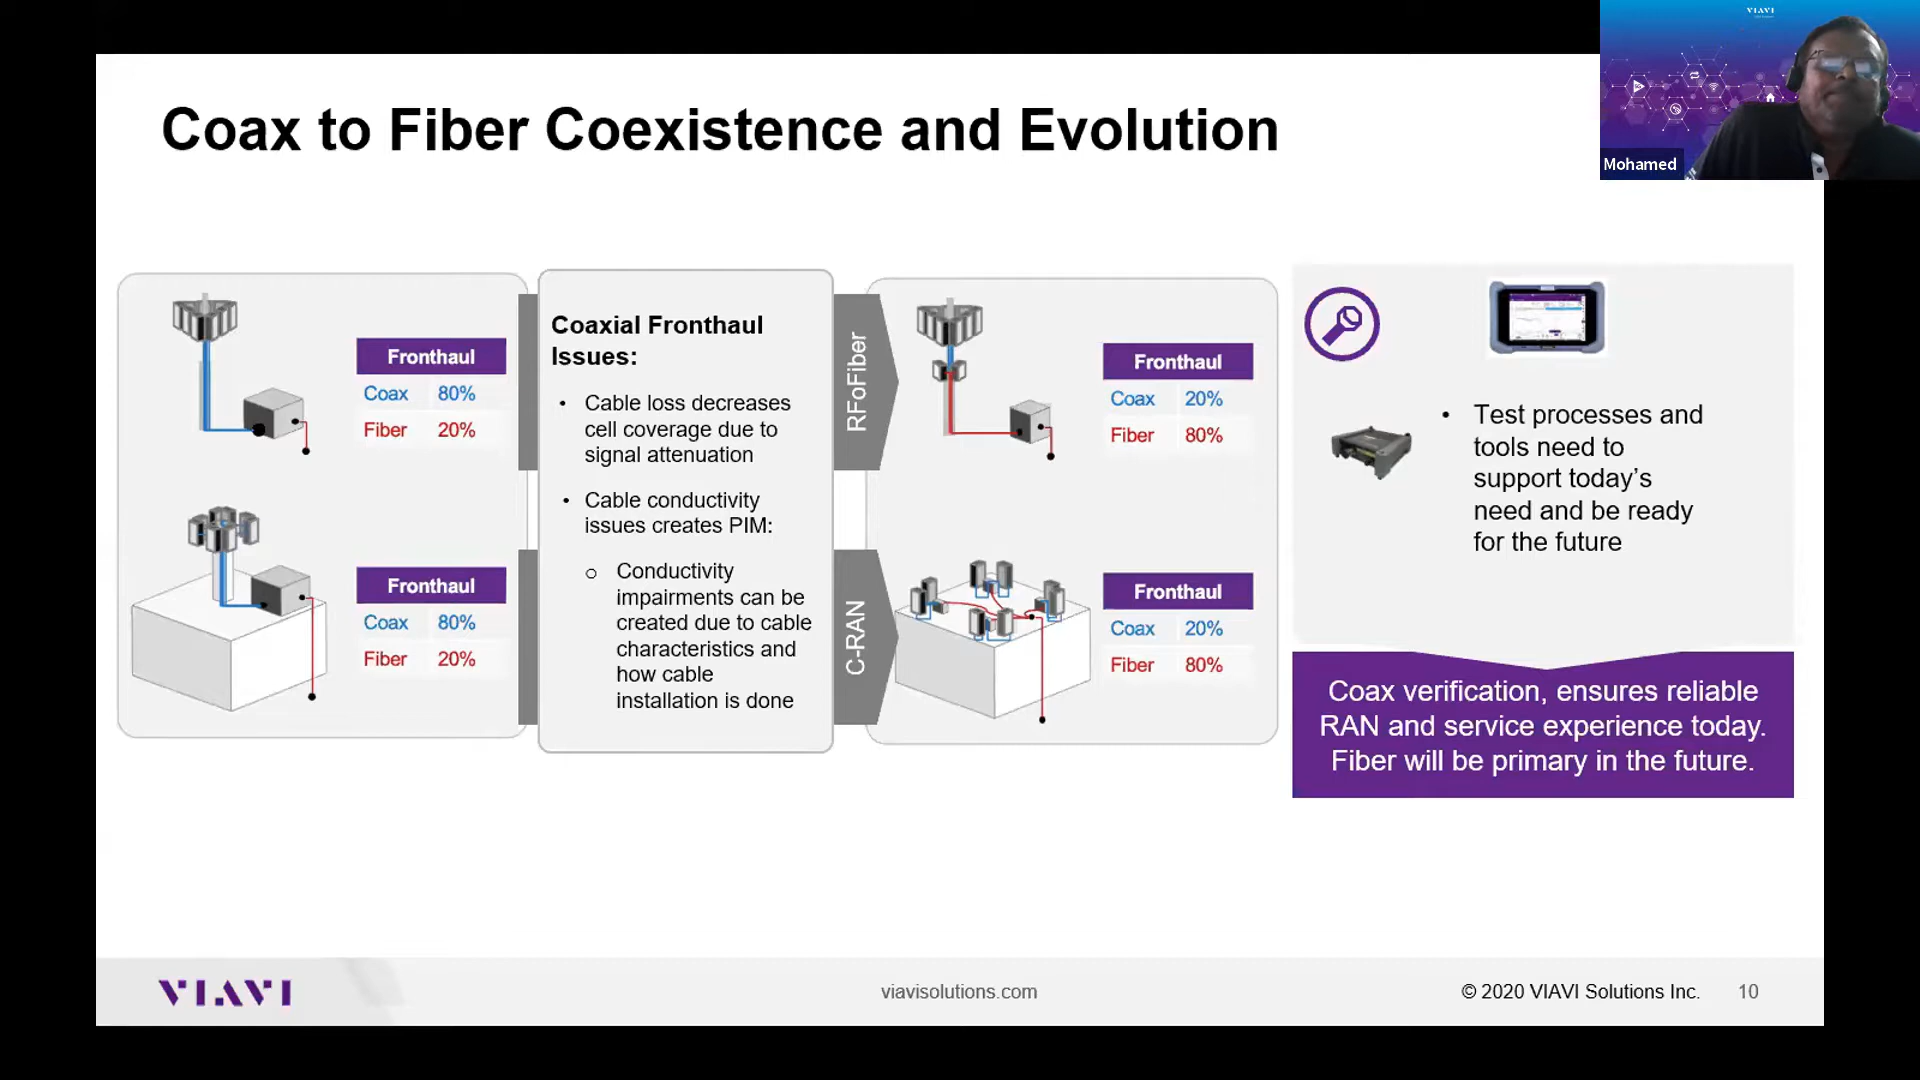 VIAVI
Mohamed
Coax to Fiber Coexistence and Evolution
Fronthaul
Coax 80%
Fiber 20%
Fronthaul
Coax 80%
Fiber 20%
Coaxial Fronthaul
Issues:
• Cable loss decreases
cell coverage due to
signal attenuation
• Cable conductivity
issues creates PIM:
o Conductivity
impairments can be
created due to cable
characteristics and
how cable
installation is done
RFoFiber
C-RAN
Fronthaul
Coax 20%
Fiber 80%
Fronthaul
Coax 20%
Fiber 80%
• Test processes and
tools need to
support today’s
need and be ready
for the future
Coax verification, ensures reliable
RAN and service experience today.
Fiber will be primary in the future.
VIAVI
viavisolutions.com
© 2020 VIAVI Solutions Inc.
10